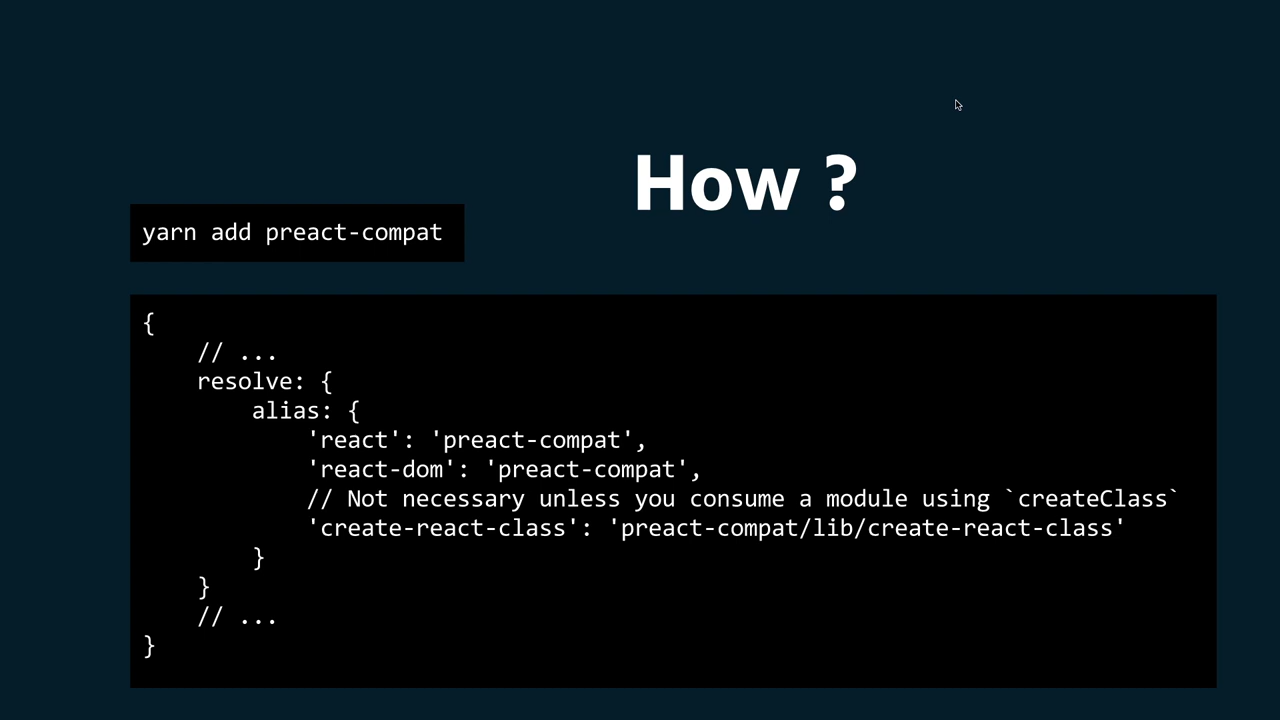 How ?
yarn add preact-compat
{
    // ...
    resolve: {
        alias: {
            'react': 'preact-compat',
            'react-dom': 'preact-compat',
            // Not necessary unless you consume a module using `createClass`
            'create-react-class': 'preact-compat/lib/create-react-class'
        }
    }
    // ...
}